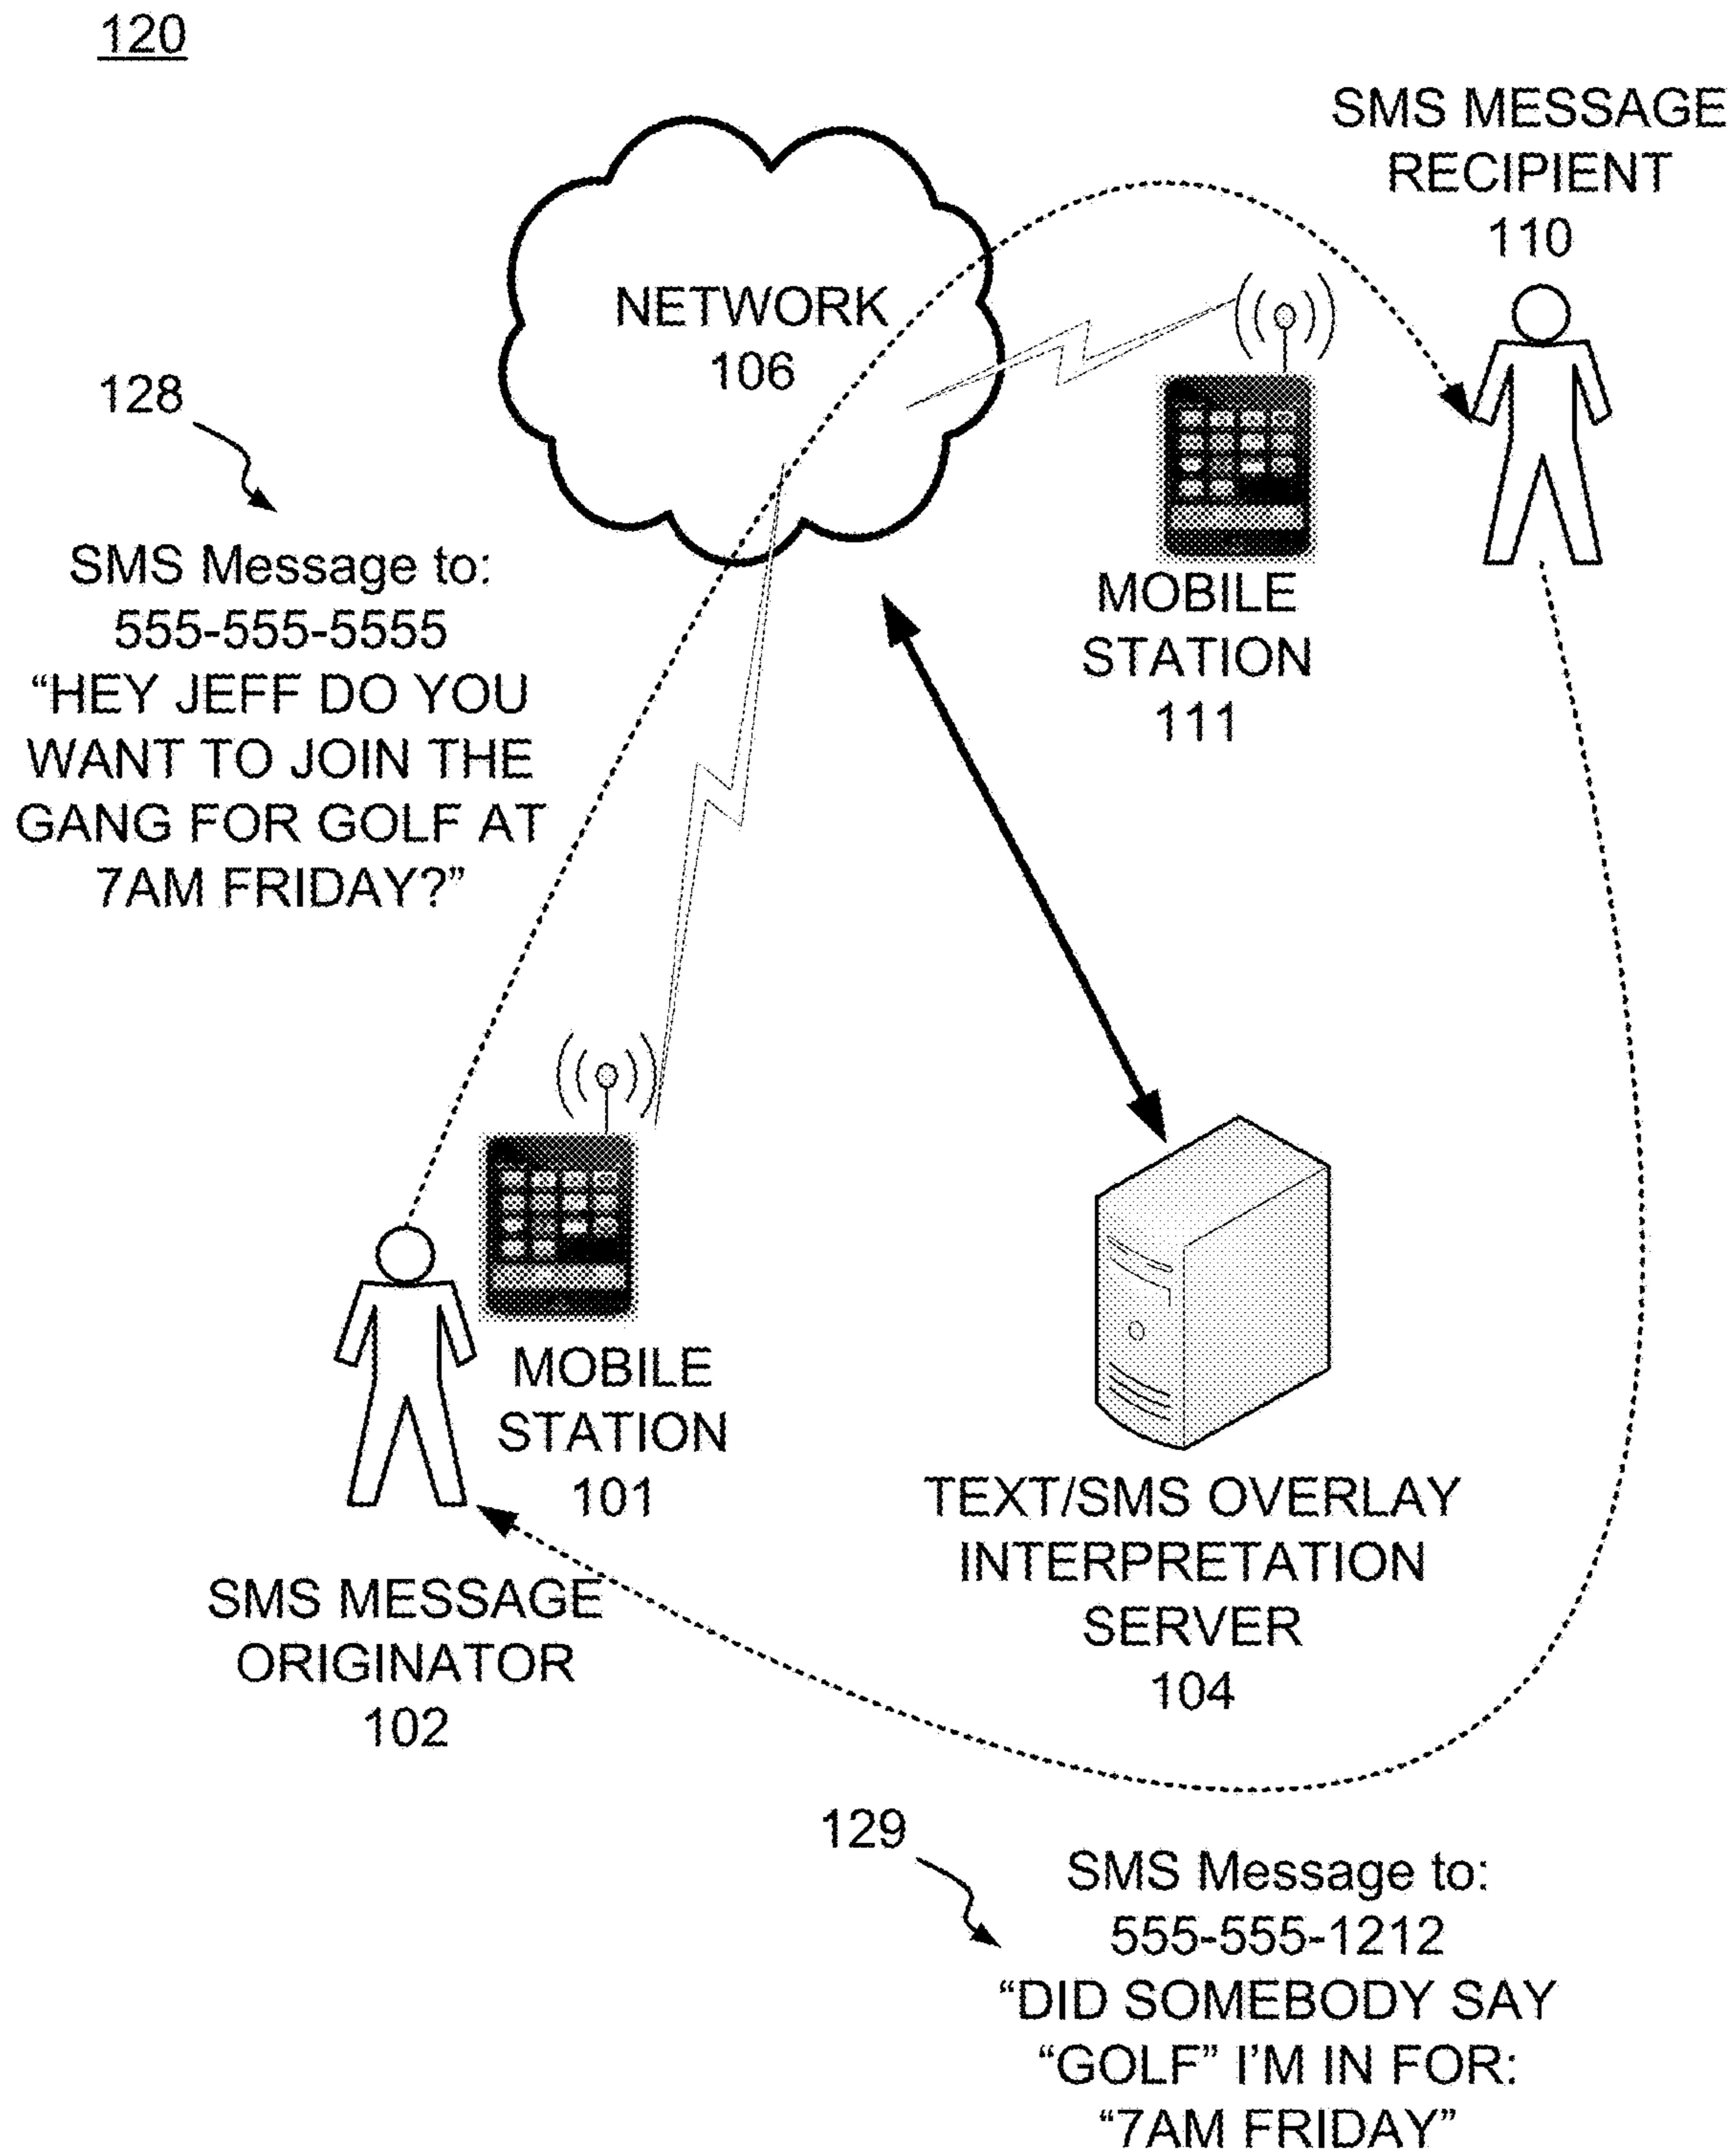 120
SMS MESSAGE
RECIPIENT
110
NETWORK
106
128
SMS Message to:
555-555-5555
“HEY JEFF DO YOU
WANT TO JOIN THE
GANG FOR GOLF AT
7AM FRIDAY?”
MOBILE
STATION
111
MOBILE
STATION
101
SMS MESSAGE
ORIGINATOR
102
TEXT/SMS OVERLAY
INTERPRETATION
SERVER
104
129
SMS Message to:
555-555-1212
“DID SOMEBODY SAY
“GOLF” I'M IN FOR:
“7AM FRIDAY”